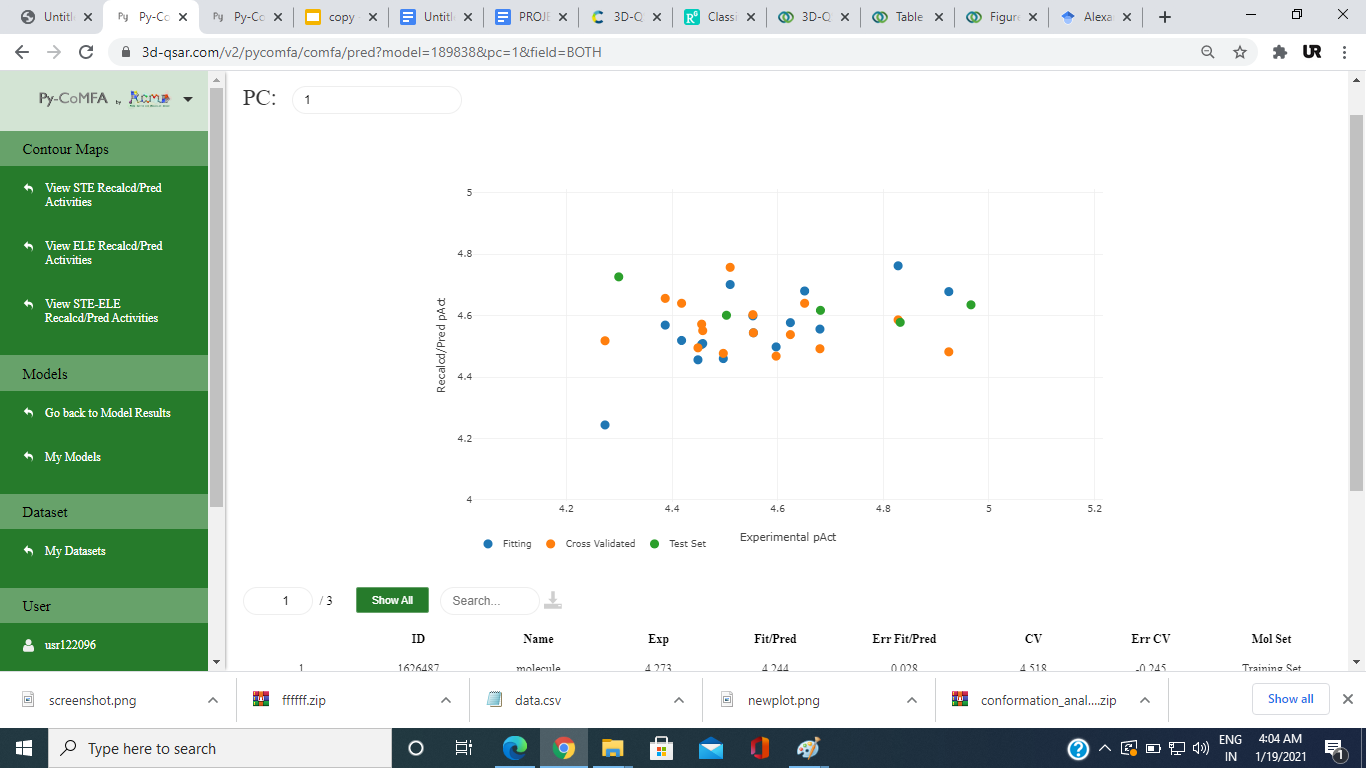 Untitle
Py-Co
Py-Co
copy
Untitle
PROJE
3D-Q
Classi
3D-Q
Table
Figure
Alexa
3d-qsar.com/v2/pycomfa/comfa/pred?model=189838&pc=1&field=BOTH
UR
Py-CoMFA by
Contour Maps
View STE Recalcd/Pred
Activities
View ELE Recalcd/Pred
Activities
View STE-ELE
Recalcd/Pred Activities
Models
Go back to Model Results
My Models
Dataset
My Datasets
User
usr122096
PC: 1
5
4.8
4.6
4.4
4.2
4
Recalcd/Pred pAct
4.2 4.4 4.6 4.8 5 5.2
Experimental pAct
Fitting Cross Validated Test Set
1 / 3 Show All Search...
ID Name Exp Fit/Pred Err Fit/Pred CV Err CV Mol Set
1 1626487 molecule 4.273 4.244 0.028 4.518 -0.245 Training Set
screenshot.png
ffffff.zip
data.csv
newplot.png
conformation_anal....zip
Show all
Type here to search
ENG
IN
4:04 AM
1/19/2021
1